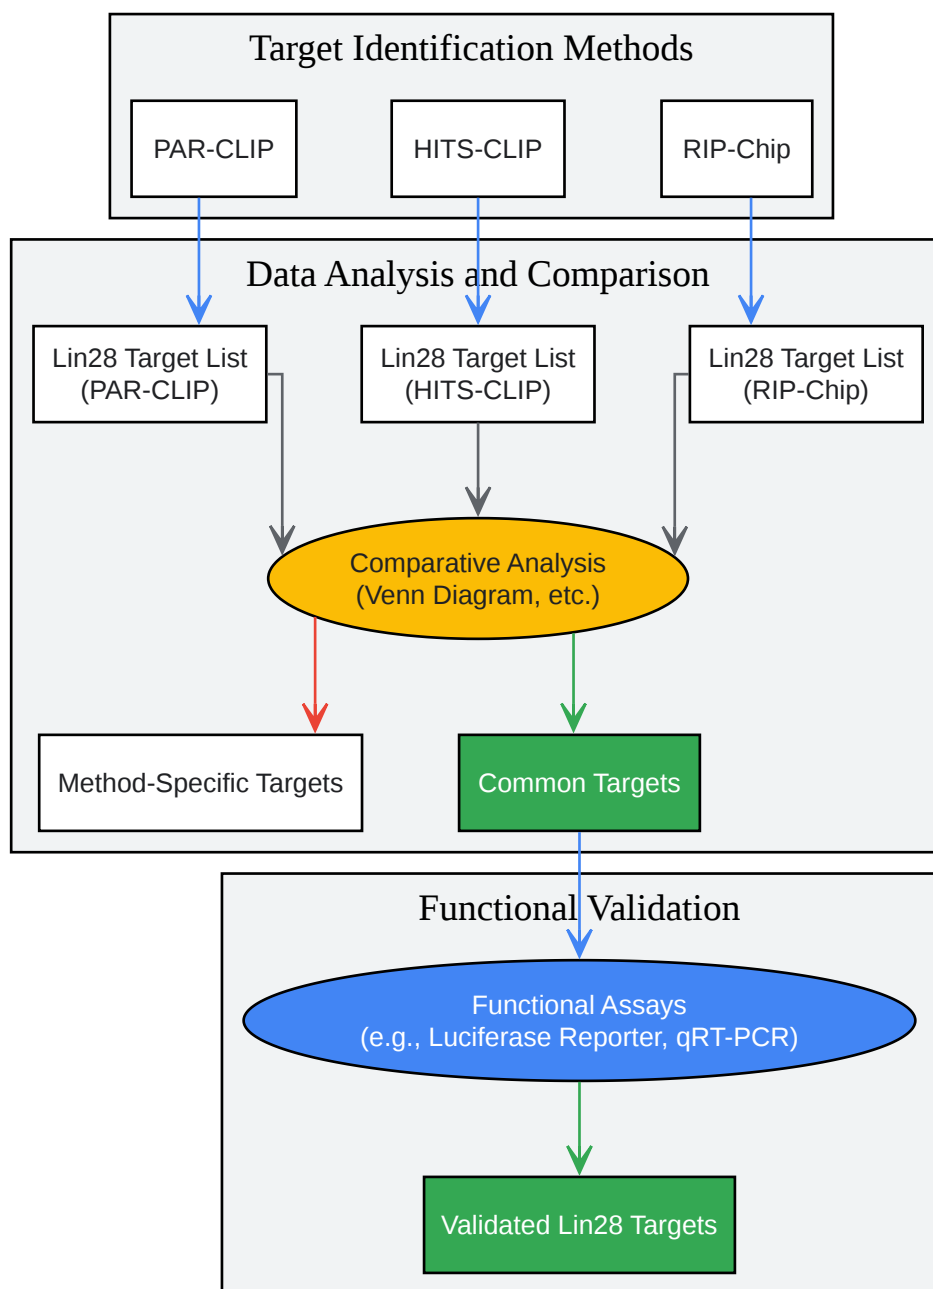 Target Identification Methods
PAR-CLIP
HITS-CLIP
RIP-Chip
Data Analysis and Comparison
Lin28 Target List
(PAR-CLIP)
Lin28 Target List
(HITS-CLIP)
Lin28 Target List
(RIP-Chip)
Comparative Analysis
(Venn Diagram, etc.)
Method-Specific Targets
Common Targets
Functional Validation
Functional Assays
(e.g., Luciferase Reporter, qRT-PCR)
Validated Lin28 Targets